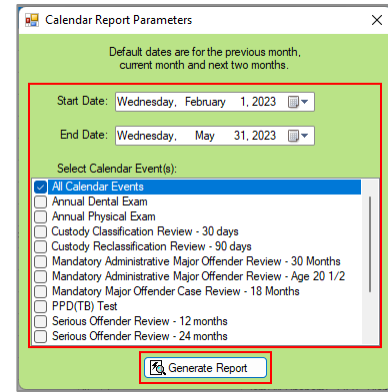 Calendar Report Parameters
Default dates are for the previous month,
current month and next two months.
Start Date: Wednesday, February 1, 2023
End Date: Wednesday, May 31, 2023
Select Calendar Event(s):
All Calendar Events
Annual Dental Exam
Annual Physical Exam
Custody Classification Review - 30 days
Custody Reclassification Review - 90 days
Mandatory Administrative Major Offender Review - 30 Months
Mandatory Administrative Major Offender Review - Age 20 1/2
Mandatory Major Offender Case Review - 18 Months
PPD(TB) Test
Serious Offender Review - 12 months
Serious Offender Review - 24 months
Generate Report